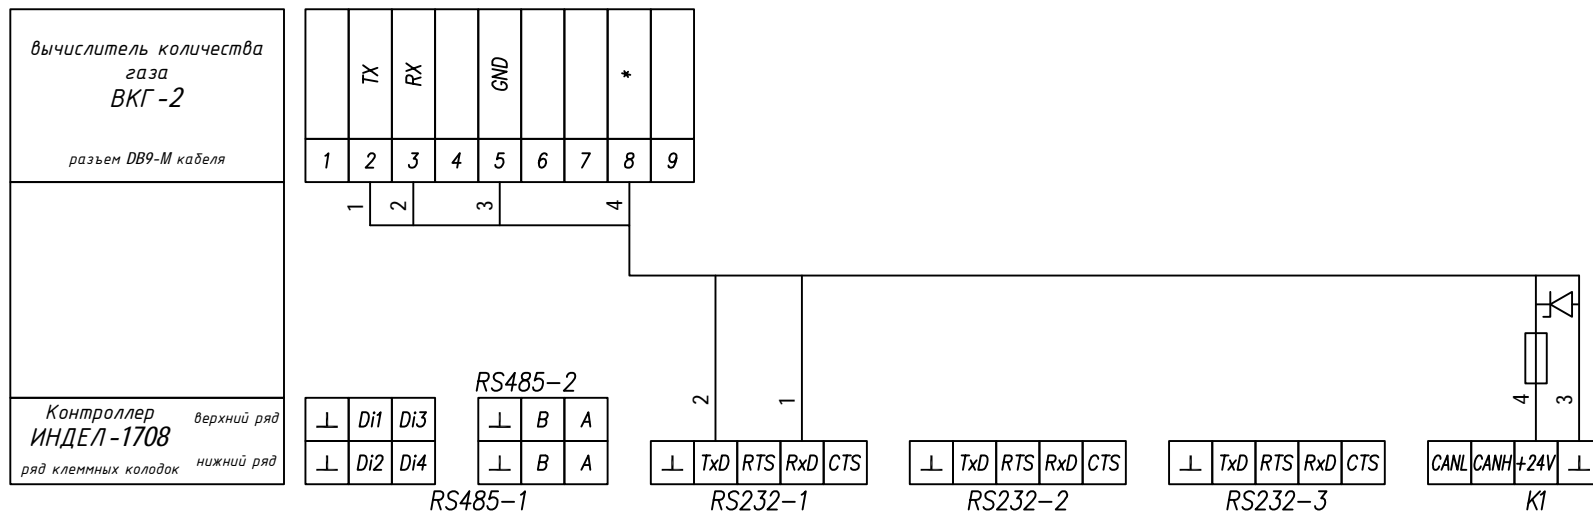 вычислитель количества
газа
ВКГ-2
разъем DB9-M кабеля
TX RX GND *
1 2 3 4 5 6 7 8 9
1 2 3 4
2 1 4 3
RS485-2
Контроллер
ИНДЕЛ-1708
ряд клеммных колодок
верхний ряд
нижний ряд
⊥ Di1 Di3 ⊥ B A
⊥ Di2 Di4 ⊥ B A
⊥ TxD RTS RxD CTS ⊥ TxD RTS RxD CTS ⊥ TxD RTS RxD CTS CANL CANH +24V ⊥
RS485-1 RS232-1 RS232-2 RS232-3 K1